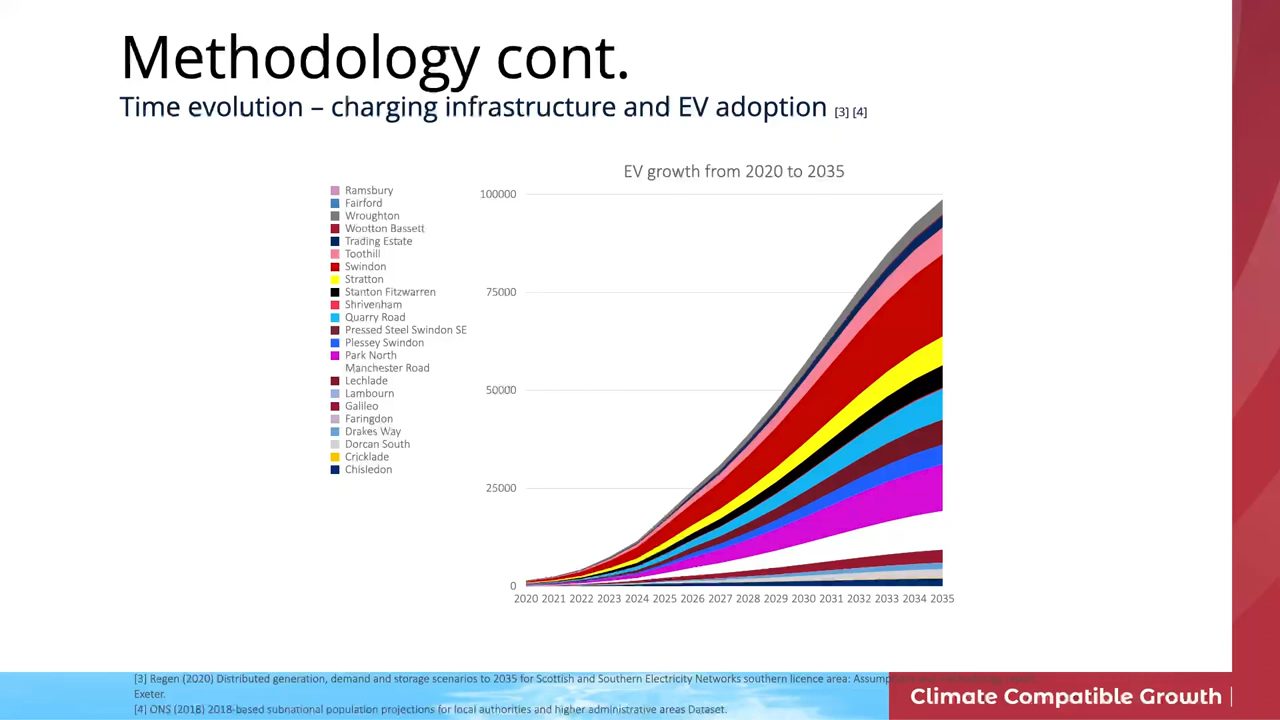 Methodology cont.
Time evolution – charging infrastructure and EV adoption [3] [4]
EV growth from 2020 to 2035
Ramsbury
Fairford
Wroughton
Wootton Bassett
Trading Estate
Toothill
Swindon
Stratton
Stanton Fitzwarren
Shrivenham
Quarry Road
Pressed Steel Swindon SE
Plessey Swindon
Park North
Manchester Road
Lechlade
Lambourn
Galileo
Faringdon
Drakes Way
Dorcan South
Cricklade
Chisledon
100000
75000
50000
25000
0
2020 2021 2022 2023 2024 2025 2026 2027 2028 2029 2030 2031 2032 2033 2034 2035
[3] Regen (2020) Distributed generation, demand and storage scenarios to 2035 for Scottish and Southern Electricity Networks southern licence area:
Exeter.
[4] ONS (2018) 2018-based subnational population projections for local authorities and higher administrative areas Dataset.
Climate Compatible Growth